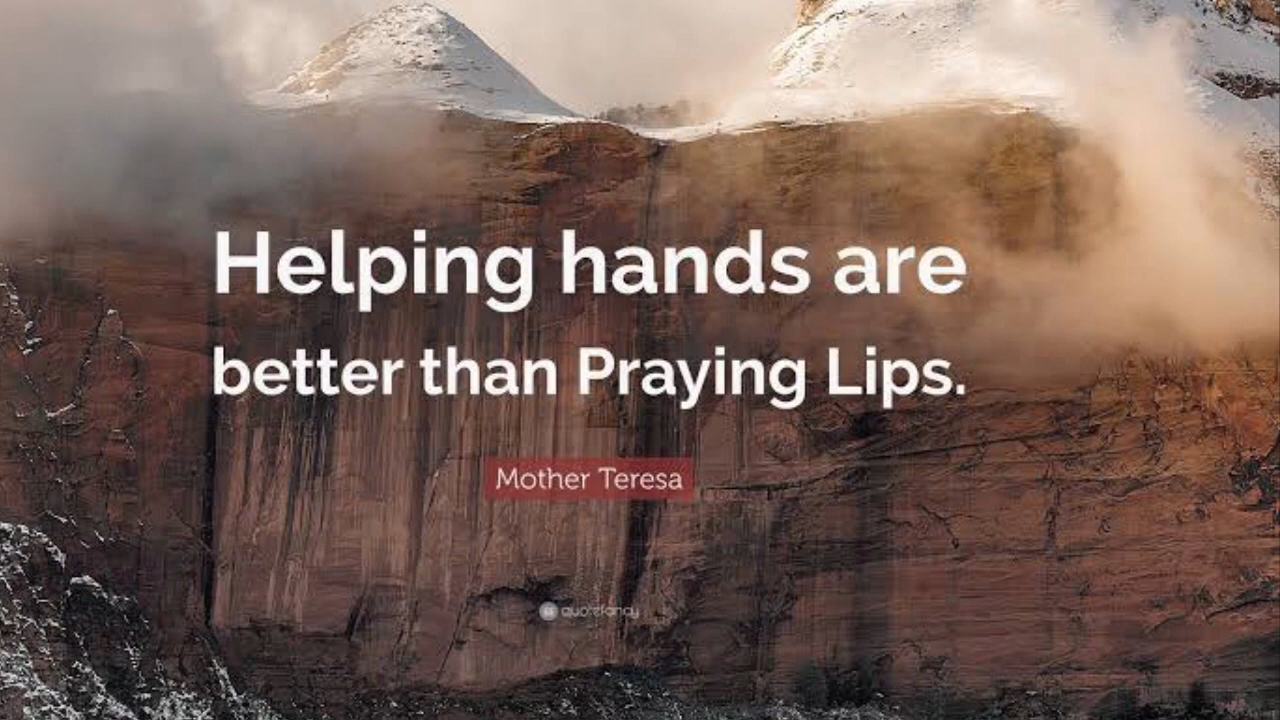 Helping hands are
better than Praying Lips.
Mother Teresa
quotefancy